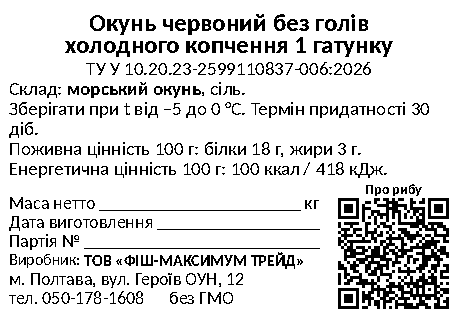 Окунь червоний без голів
холодного копчення 1 гатунку
ТУ У 10.20.23-2599110837-006:2026
Склад: морський окунь, сіль.
Зберігати при t від –5 до 0 °С. Термін придатності 30
діб.
Поживна цінність 100 г: білки 18 г, жири 3 г.
Енергетична цінність 100 г: 100 ккал / 418 кДж.
Про рибу
Маса нетто ________________________ кг
Дата виготовлення ___________________
Партія № ____________________________
Виробник: ТОВ «ФІШ-МАКСИМУМ ТРЕЙД»
м. Полтава, вул. Героїв ОУН, 12
тел. 050-178-1608 без ГМО